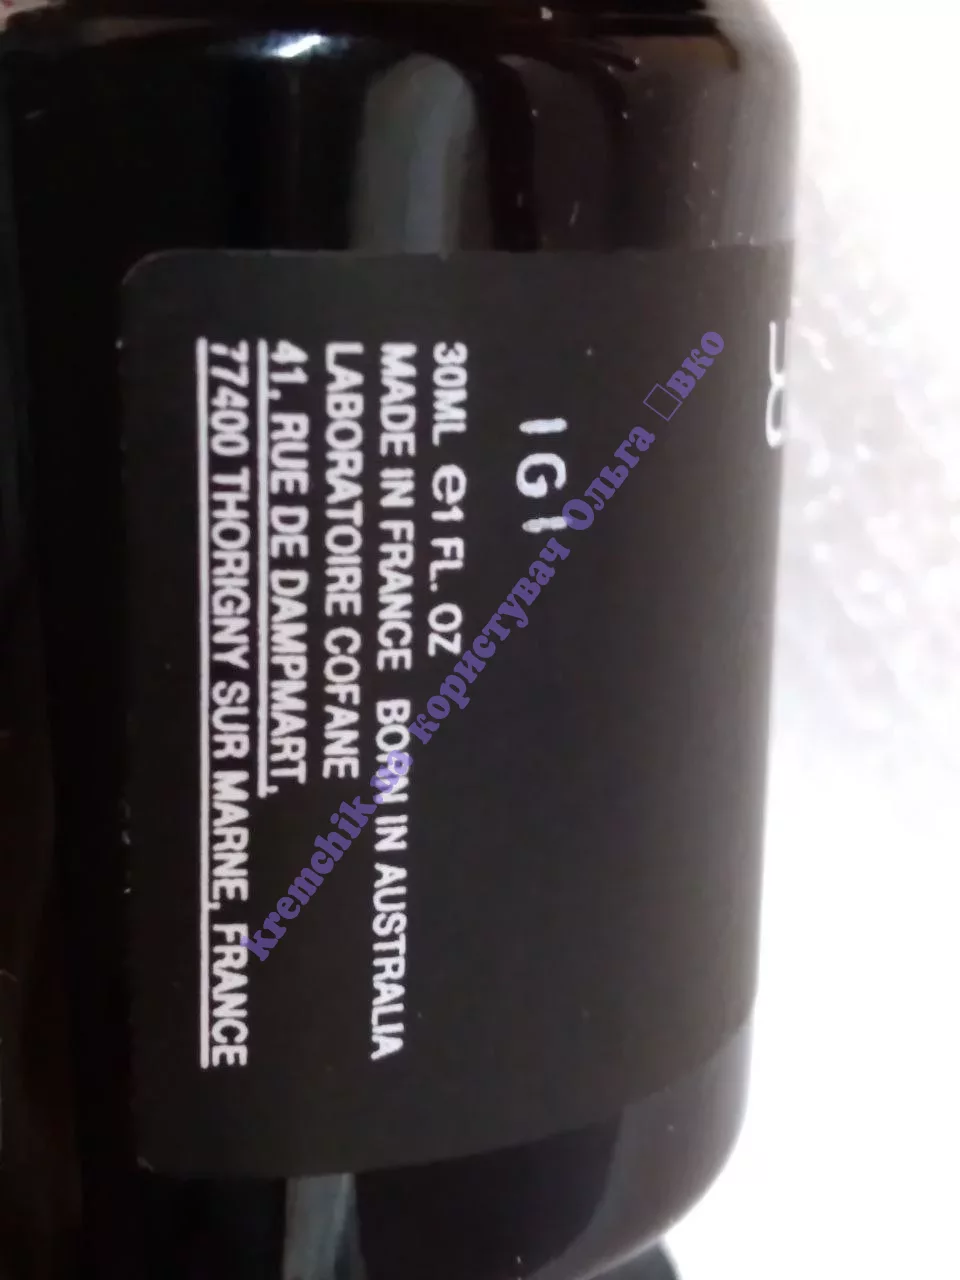 I G I
30ML e1 FL. OZ
MADE IN FRANCE BORN IN AUSTRALIA
LABORATOIRE COFANE
41, RUE DE DAMPMART,
77400 THORIGNY SUR MARNE, FRANCE
kremchik.ua користувач Ольга □вко